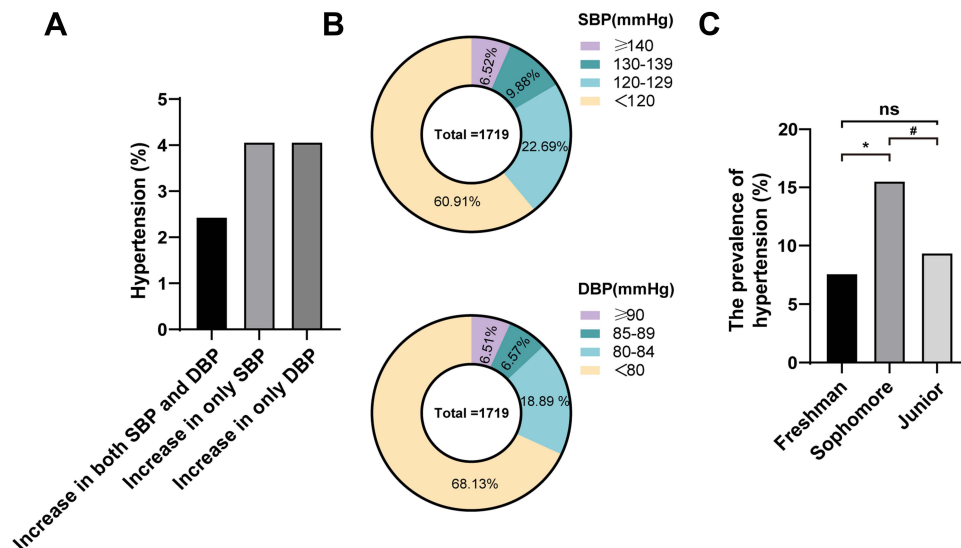 A
Hypertension (%)
5
4
3
2
1
0
Increase in both SBP and DBP
Increase in only SBP
Increase in only DBP
B
SBP(mmHg)
⩾140
130-139
120-129
<120
6.52%
9.88%
22.69%
60.91%
Total =1719
DBP(mmHg)
⩾90
85-89
80-84
<80
6.51%
6.57%
18.89 %
68.13%
Total =1719
C
The prevalence of
hypertension (%)
20
15
10
5
0
ns
*
#
Freshman
Sophomore
Junior